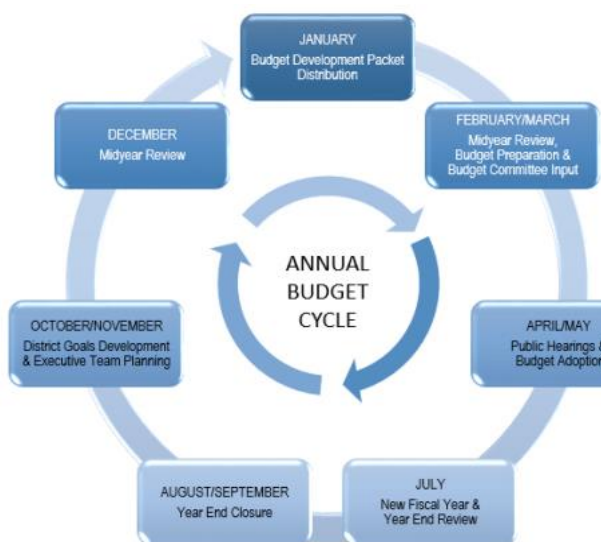 JANUARY
Budget Development Packet
Distribution
FEBRUARY/MARCH
Midyear Review,
Budget Preparation &
Budget Committee Input
APRIL/MAY
Public Hearings &
Budget Adoption
JULY
New Fiscal Year &
Year End Review
AUGUST/SEPTEMBER
Year End Closure
OCTOBER/NOVEMBER
District Goals Development
& Executive Team Planning
DECEMBER
Midyear Review
ANNUAL
BUDGET
CYCLE